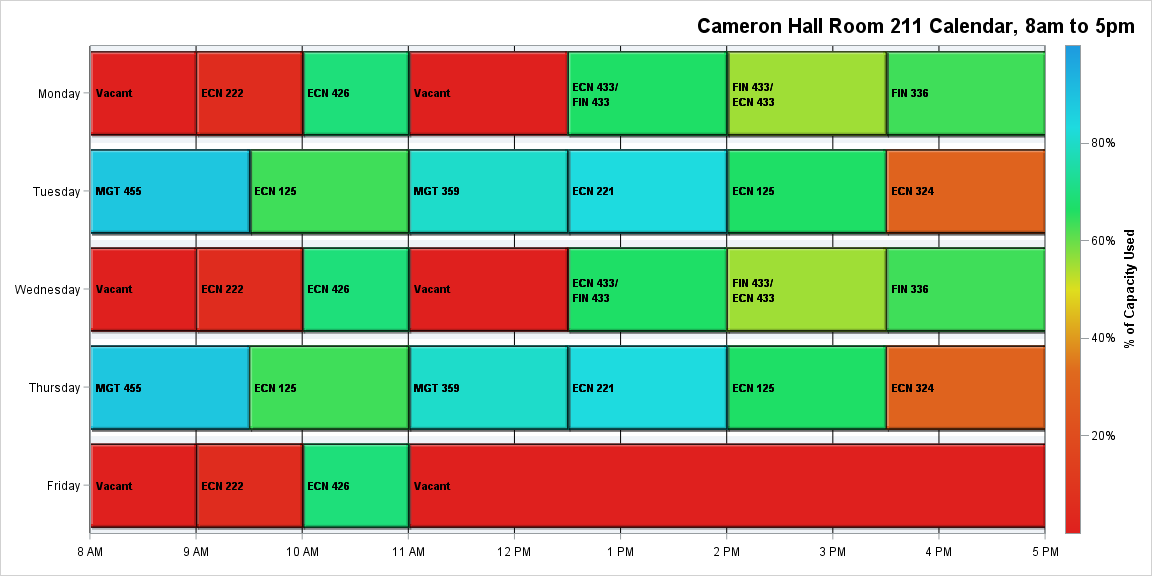 Cameron Hall Room 211 Calendar, 8am to 5pm
Monday
Vacant
ECN 222
ECN 426
Vacant
ECN 433/
FIN 433
FIN 433/
ECN 433
FIN 336
Tuesday
MGT 455
ECN 125
MGT 359
ECN 221
ECN 125
ECN 324
Wednesday
Vacant
ECN 222
ECN 426
Vacant
ECN 433/
FIN 433
FIN 433/
ECN 433
FIN 336
Thursday
MGT 455
ECN 125
MGT 359
ECN 221
ECN 125
ECN 324
Friday
Vacant
ECN 222
ECN 426
Vacant
8 AM
9 AM
10 AM
11 AM
12 PM
1 PM
2 PM
3 PM
4 PM
5 PM
80%
60%
40%
20%
% of Capacity Used